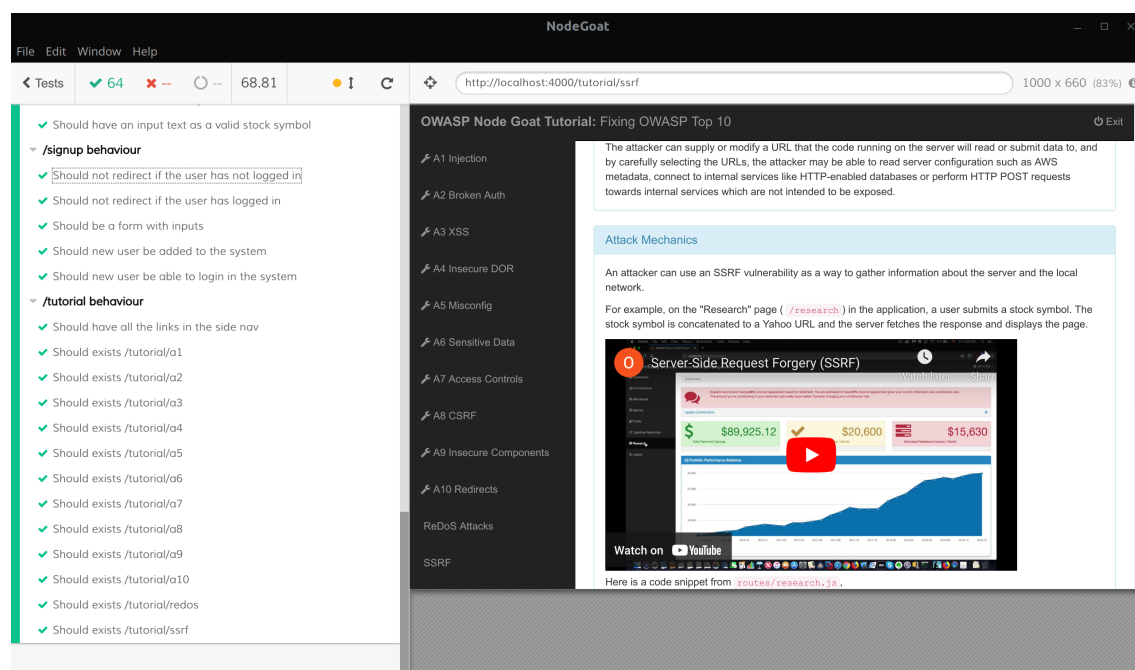 NodeGoat
File Edit Window Help
Tests 64 -- -- 68.81
http://localhost:4000/tutorial/ssrf
1000 x 660 (83%)
Should have an input text as a valid stock symbol
/signup behaviour
Should not redirect if the user has not logged in
Should not redirect if the user has logged in
Should be a form with inputs
Should new user be added to the system
Should new user be able to login in the system
/tutorial behaviour
Should have all the links in the side nav
Should exists /tutorial/a1
Should exists /tutorial/a2
Should exists /tutorial/a3
Should exists /tutorial/a4
Should exists /tutorial/a5
Should exists /tutorial/a6
Should exists /tutorial/a7
Should exists /tutorial/a8
Should exists /tutorial/a9
Should exists /tutorial/a10
Should exists /tutorial/redos
Should exists /tutorial/ssrf
OWASP Node Goat Tutorial: Fixing OWASP Top 10
Exit
A1 Injection
A2 Broken Auth
A3 XSS
A4 Insecure DOR
A5 Misconfig
A6 Sensitive Data
A7 Access Controls
A8 CSRF
A9 Insecure Components
A10 Redirects
ReDoS Attacks
SSRF
The attacker can supply or modify a URL that the code running on the server will read or submit data to, and
by carefully selecting the URLs, the attacker may be able to read server configuration such as AWS
metadata, connect to internal services like HTTP-enabled databases or perform HTTP POST requests
towards internal services which are not intended to be exposed.
Attack Mechanics
An attacker can use an SSRF vulnerability as a way to gather information about the server and the local
network.
For example, on the "Research" page ( /research ) in the application, a user submits a stock symbol. The
stock symbol is concatenated to a Yahoo URL and the server fetches the response and displays the page.
O Server-Side Request Forgery (SSRF)
Watch later Share
$89,925.12
$20,600
$15,630
Watch on YouTube
Here is a code snippet from routes/research.js ,